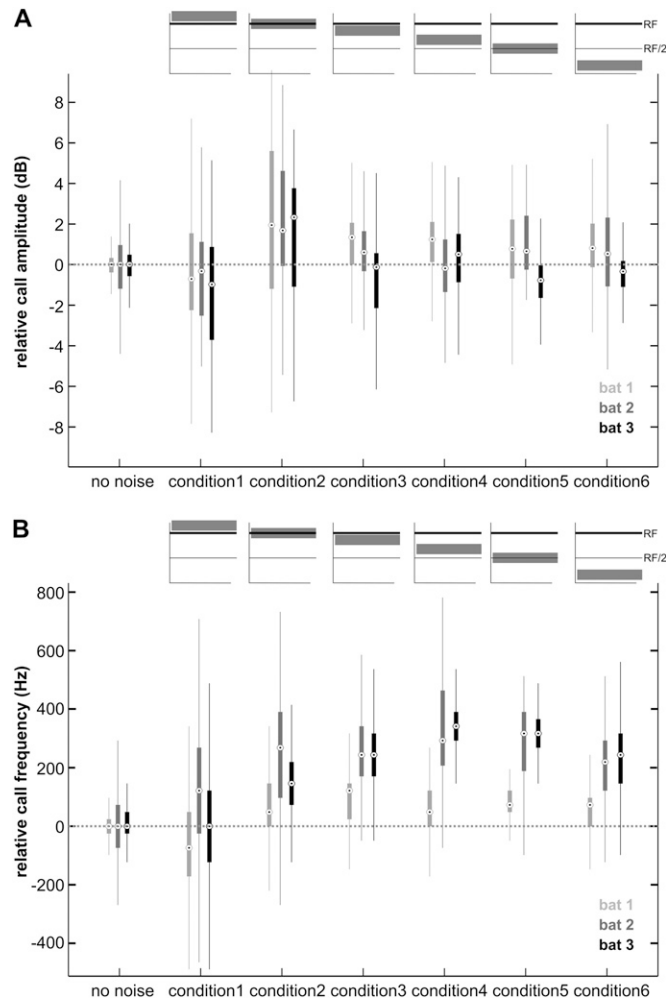 A
RF
RF/2
relative call amplitude (dB)
8
6
4
2
0
-2
-4
-6
-8
bat 1
bat 2
bat 3
no noise condition1 condition2 condition3 condition4 condition5 condition6
B
RF
RF/2
relative call frequency (Hz)
800
600
400
200
0
-200
-400
bat 1
bat 2
bat 3
no noise condition1 condition2 condition3 condition4 condition5 condition6